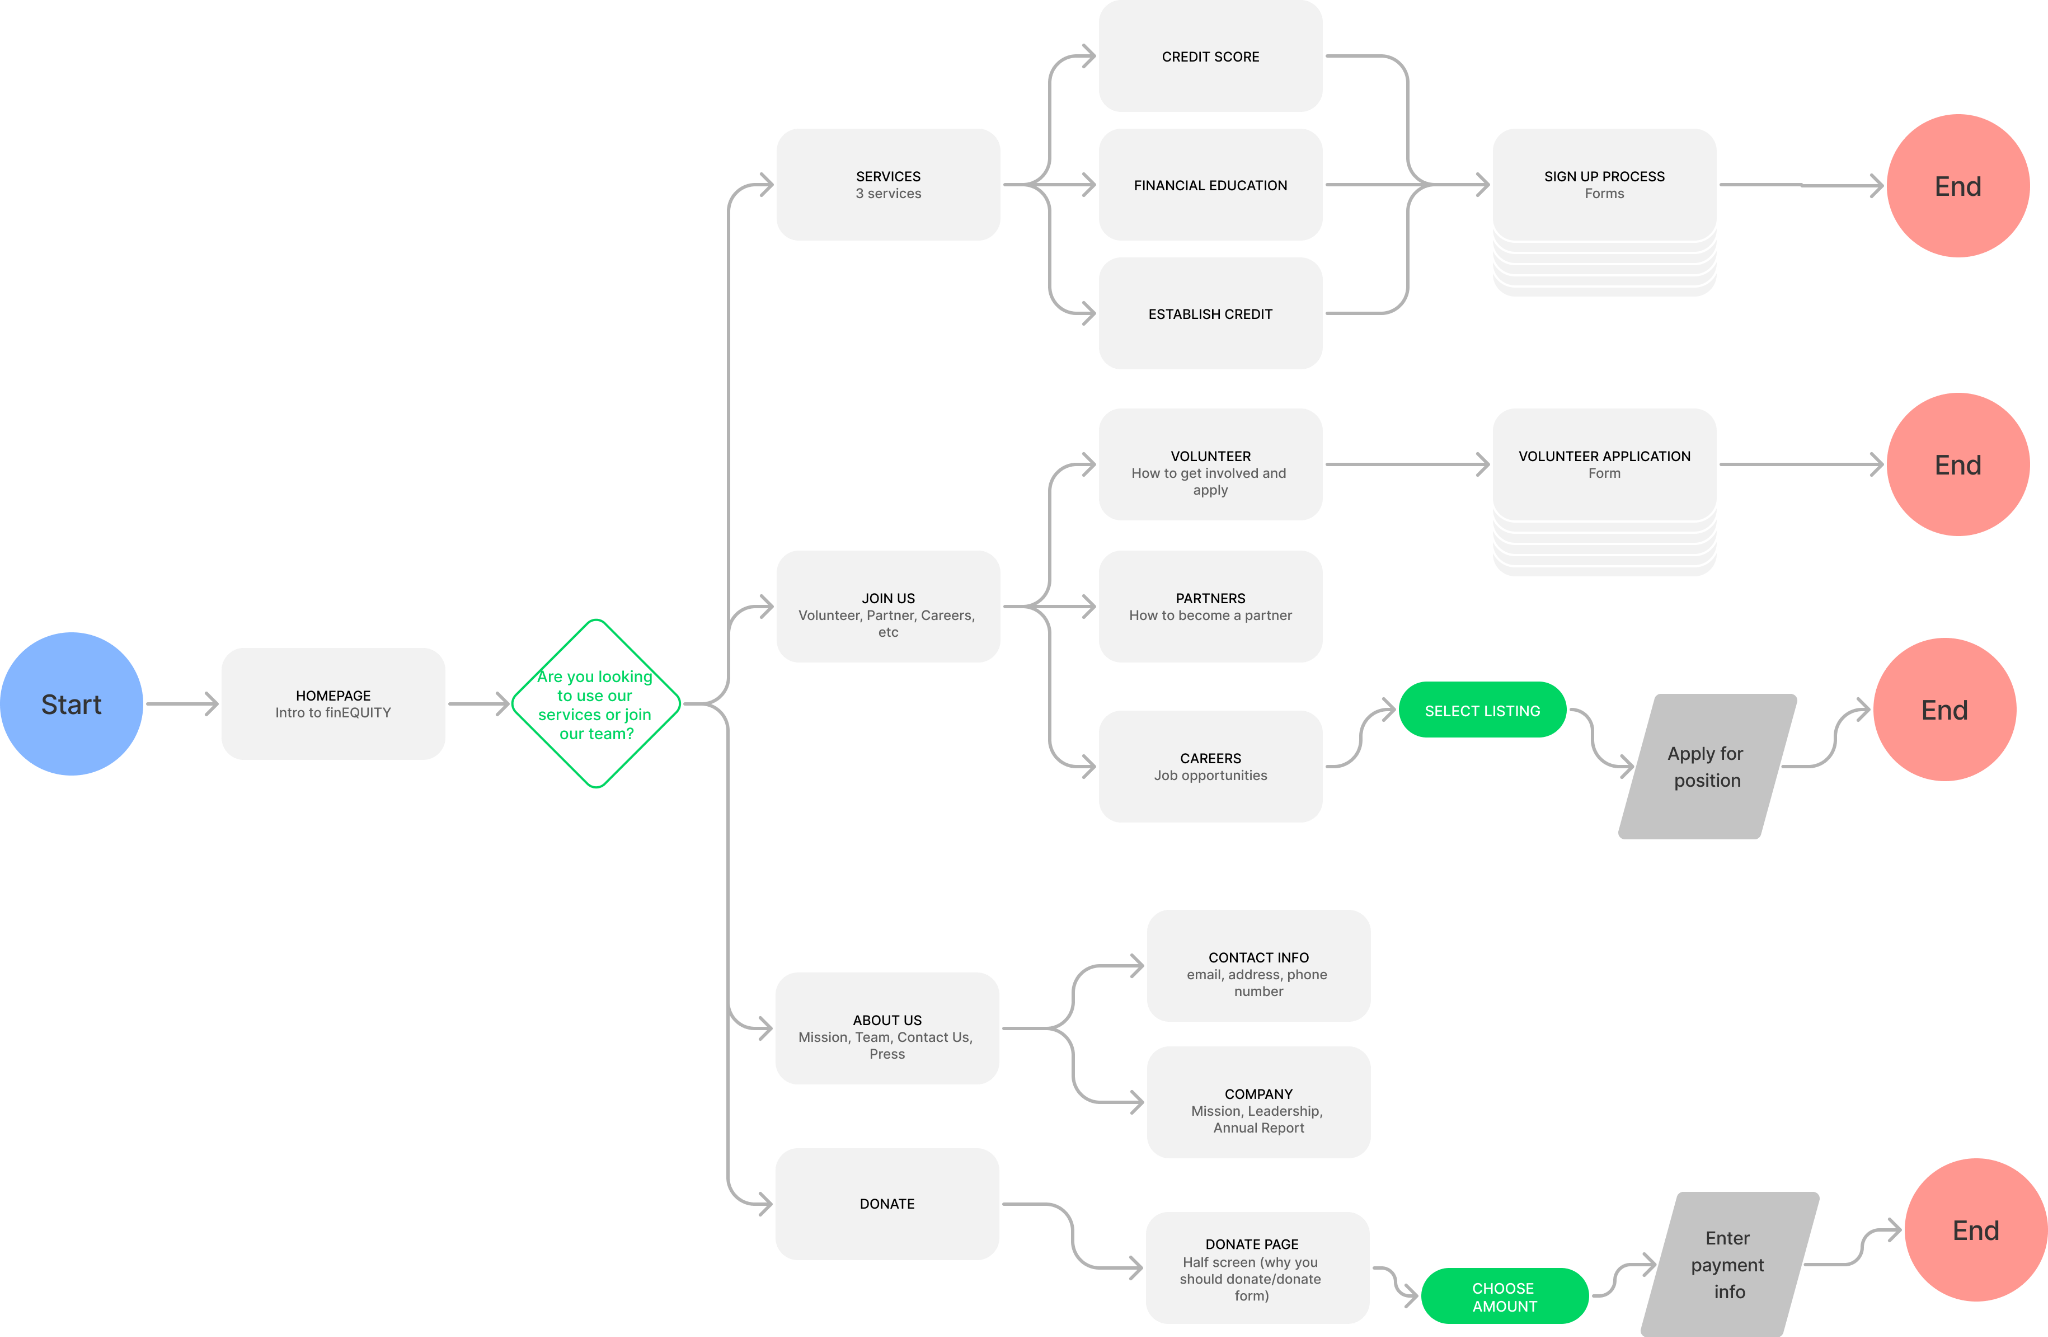 CREDIT SCORE
SERVICES
3 services
FINANCIAL EDUCATION
SIGN UP PROCESS
Forms
End
ESTABLISH CREDIT
VOLUNTEER
How to get involved and
apply
VOLUNTEER APPLICATION
Form
End
JOIN US
Volunteer, Partner, Careers,
etc
PARTNERS
How to become a partner
Start
HOMEPAGE
Intro to finEQUITY
Are you looking
to use our
services or join
our team?
CAREERS
Job opportunities
SELECT LISTING
Apply for
position
End
CONTACT INFO
email, address, phone
number
ABOUT US
Mission, Team, Contact Us,
Press
COMPANY
Mission, Leadership,
Annual Report
DONATE
DONATE PAGE
Half screen (why you
should donate/donate
form)
CHOOSE
AMOUNT
Enter
payment
info
End